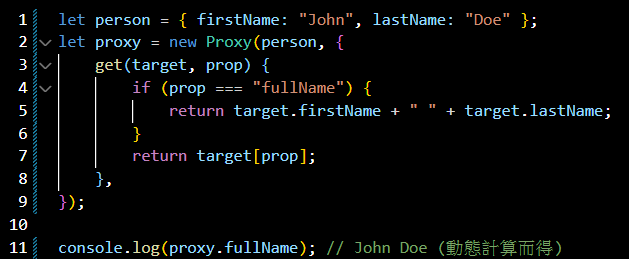 1 let person = { firstName: "John", lastName: "Doe" };
2 let proxy = new Proxy(person, {
3 get(target, prop) {
4 if (prop === "fullName") {
5 return target.firstName + " " + target.lastName;
6 }
7 return target[prop];
8 },
9 });
10
11 console.log(proxy.fullName); // John Doe (動態計算而得)